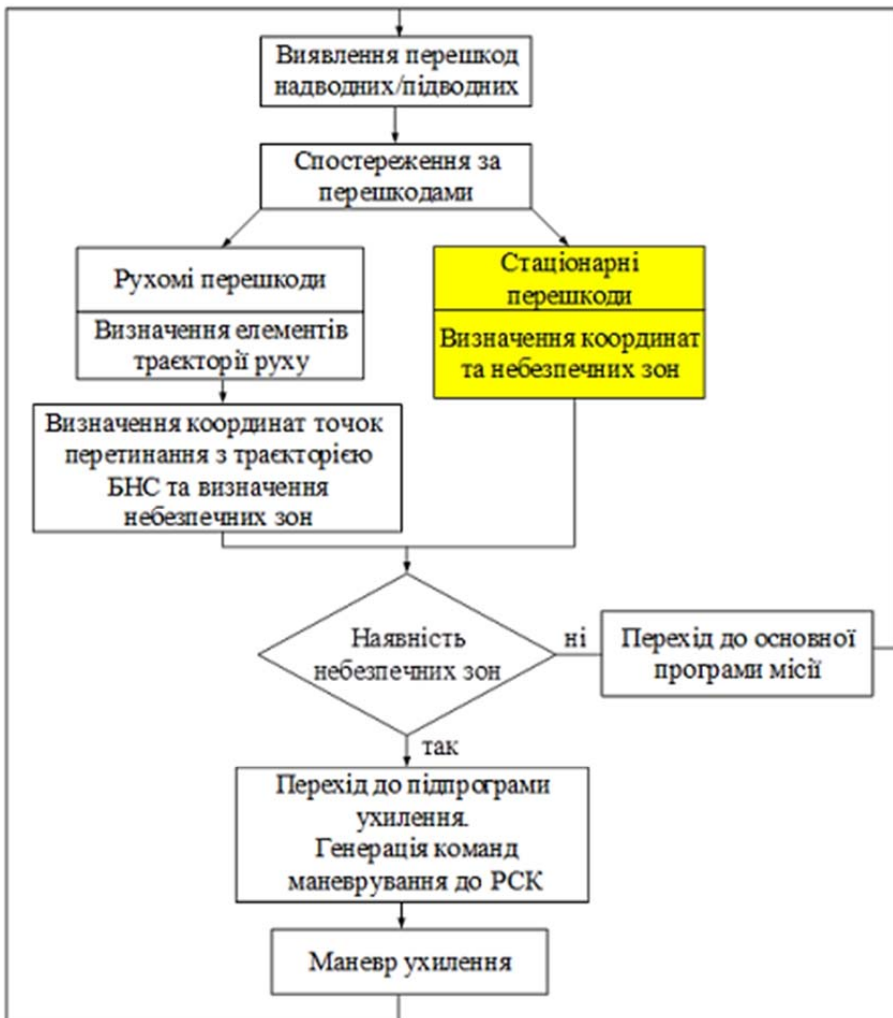 Виявлення перешкод
надводних/підводних
Спостереження за
перешкодами
Рухомі перешкоди
Визначення елементів
траєкторії руху
Стаціонарні
перешкоди
Визначення координат
та небезпечних зон
Визначення координат точок
перетинання з траєкторією
БНС та визначення
небезпечних зон
Наявність
небезпечних зон
ні
Перехід до основної
програми місії
так
Перехід до підпрограми
ухилення.
Генерація команд
маневрування до РСК
Маневр ухилення